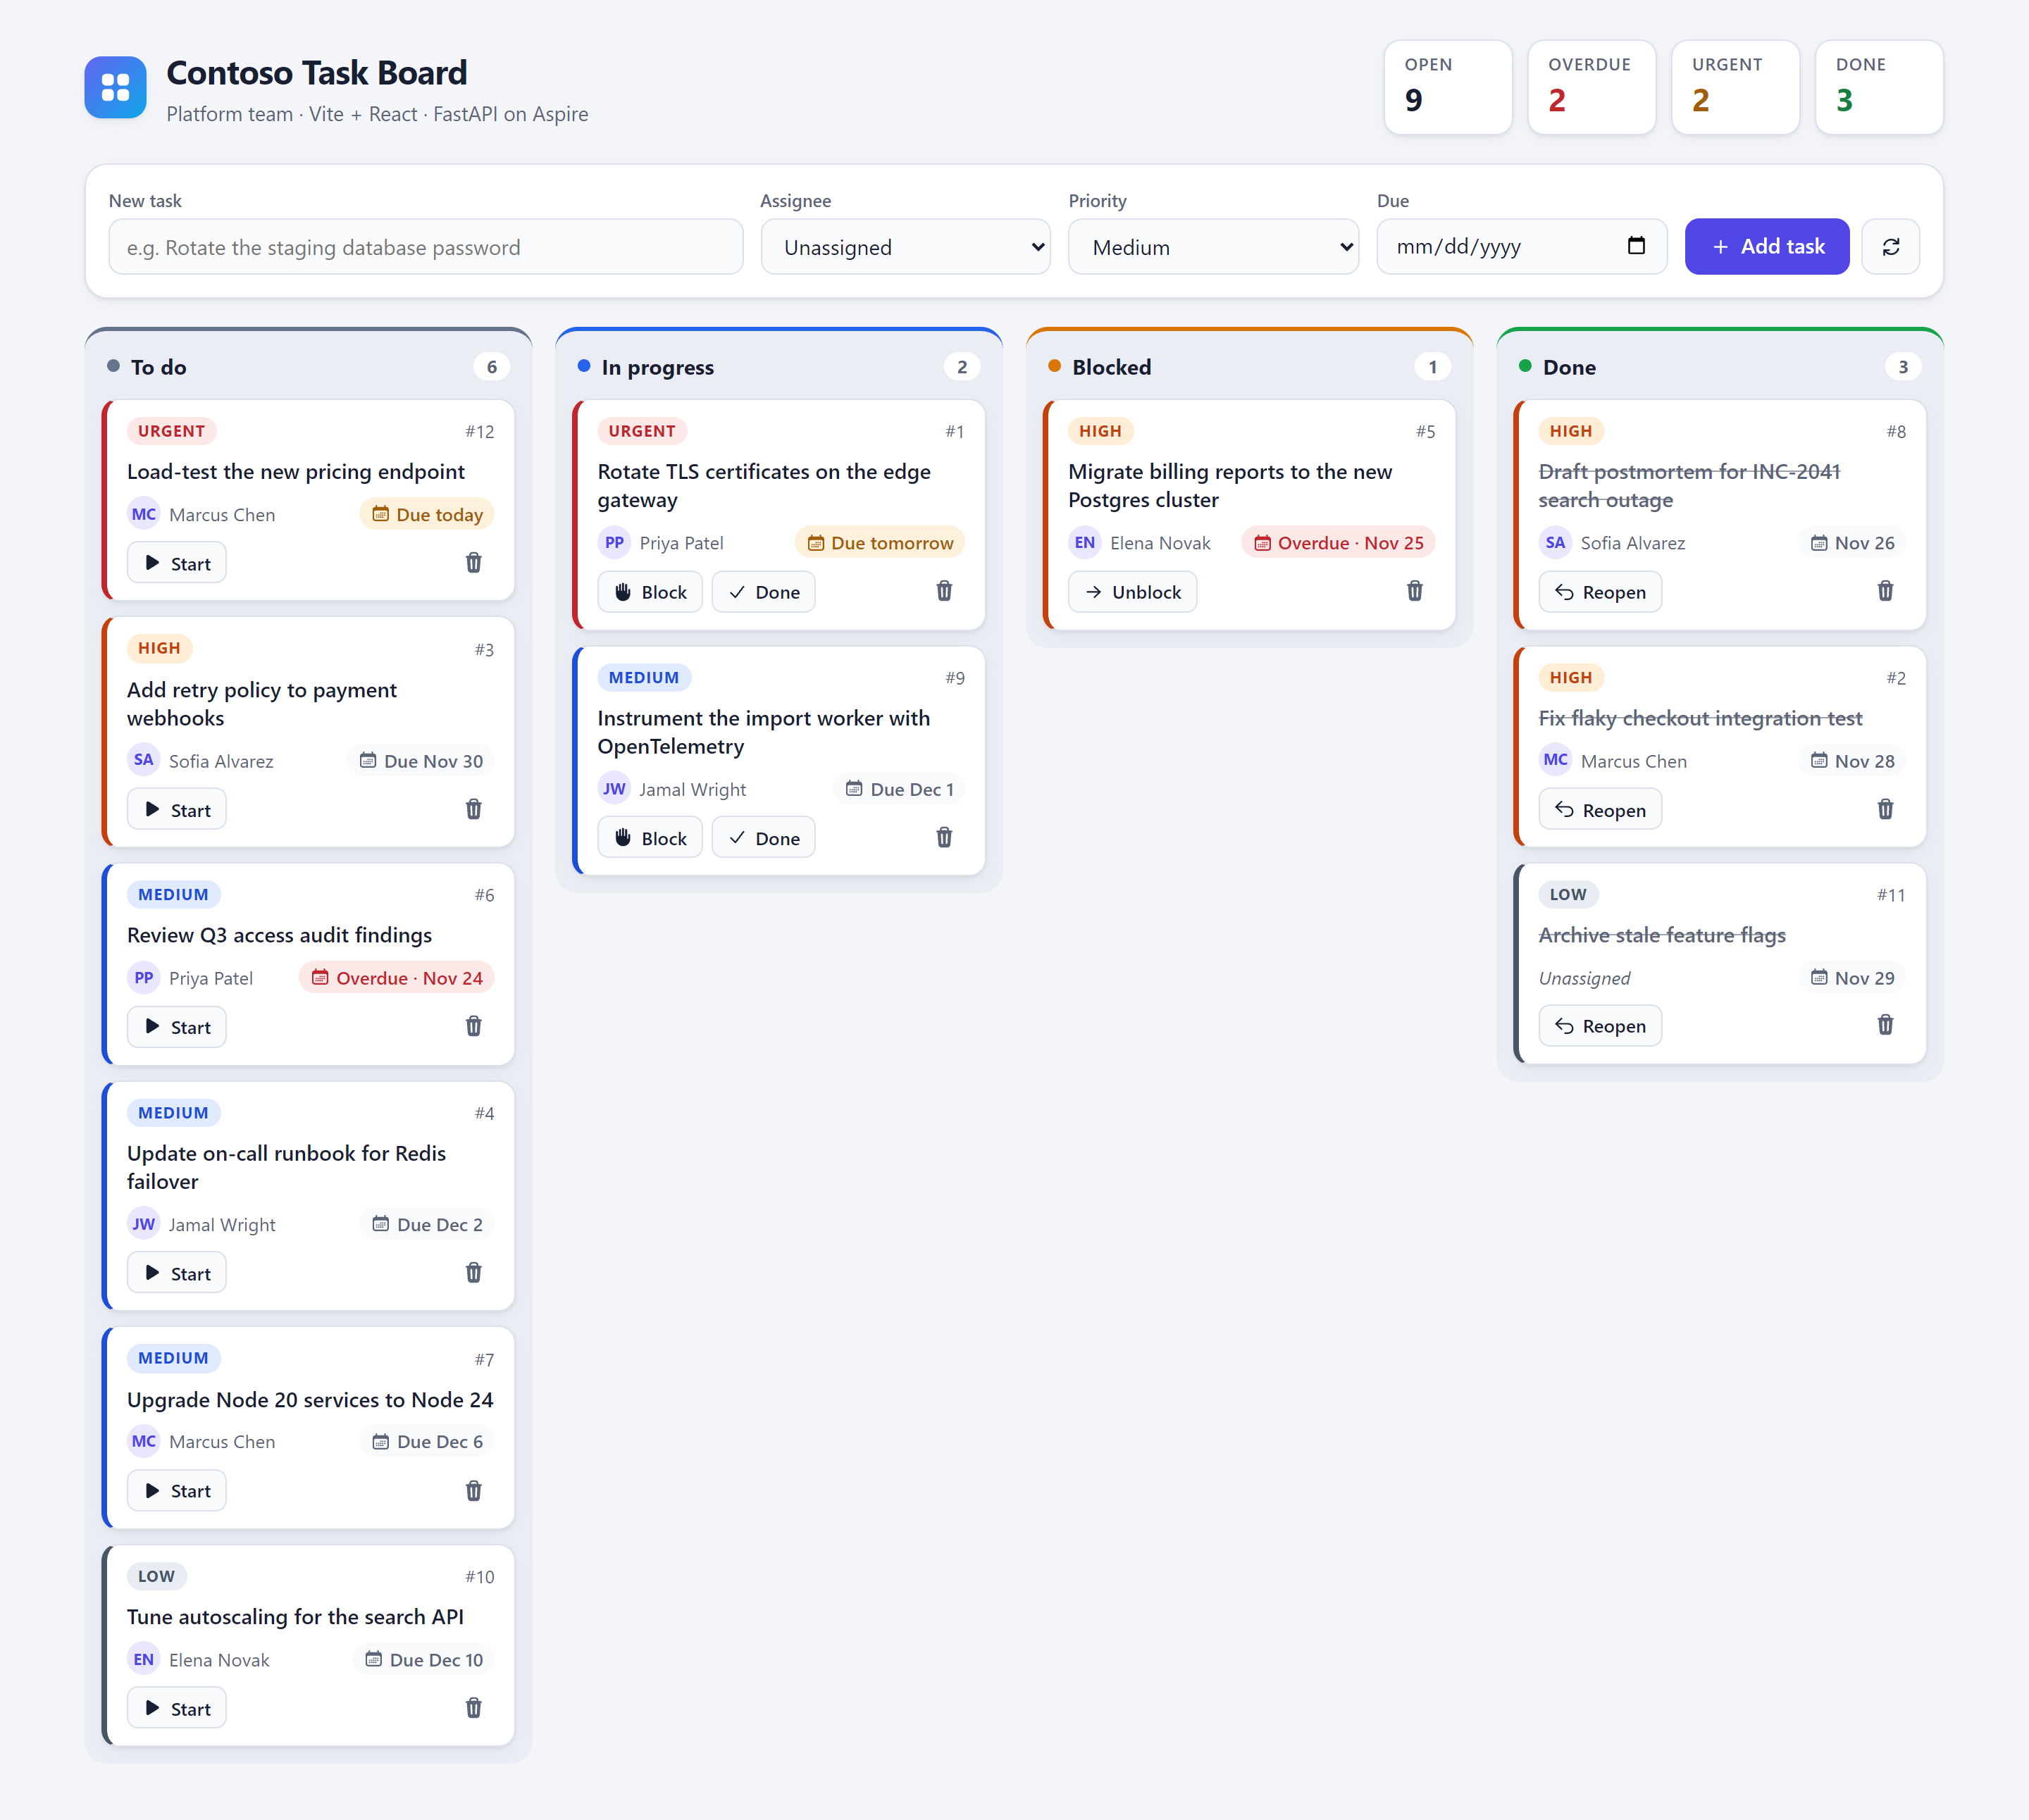 Contoso Task Board
Platform team · Vite + React · FastAPI on Aspire
OPEN
9
OVERDUE
2
URGENT
2
DONE
3
New task
e.g. Rotate the staging database password
Assignee
Unassigned
Priority
Medium
Due
mm/dd/yyyy
Add task
To do
6
URGENT
#12
Load-test the new pricing endpoint
MC
Marcus Chen
Due today
Start
HIGH
#3
Add retry policy to payment
webhooks
SA
Sofia Alvarez
Due Nov 30
Start
MEDIUM
#6
Review Q3 access audit findings
PP
Priya Patel
Overdue · Nov 24
Start
MEDIUM
#4
Update on-call runbook for Redis
failover
JW
Jamal Wright
Due Dec 2
Start
MEDIUM
#7
Upgrade Node 20 services to Node 24
MC
Marcus Chen
Due Dec 6
Start
LOW
#10
Tune autoscaling for the search API
EN
Elena Novak
Due Dec 10
Start
In progress
2
URGENT
#1
Rotate TLS certificates on the edge
gateway
PP
Priya Patel
Due tomorrow
Block
Done
MEDIUM
#9
Instrument the import worker with
OpenTelemetry
JW
Jamal Wright
Due Dec 1
Block
Done
Blocked
1
HIGH
#5
Migrate billing reports to the new
Postgres cluster
EN
Elena Novak
Overdue · Nov 25
Unblock
Done
3
HIGH
#8
Draft postmortem for INC-2041
search outage
SA
Sofia Alvarez
Nov 26
Reopen
HIGH
#2
Fix flaky checkout integration test
MC
Marcus Chen
Nov 28
Reopen
LOW
#11
Archive stale feature flags
Unassigned
Nov 29
Reopen